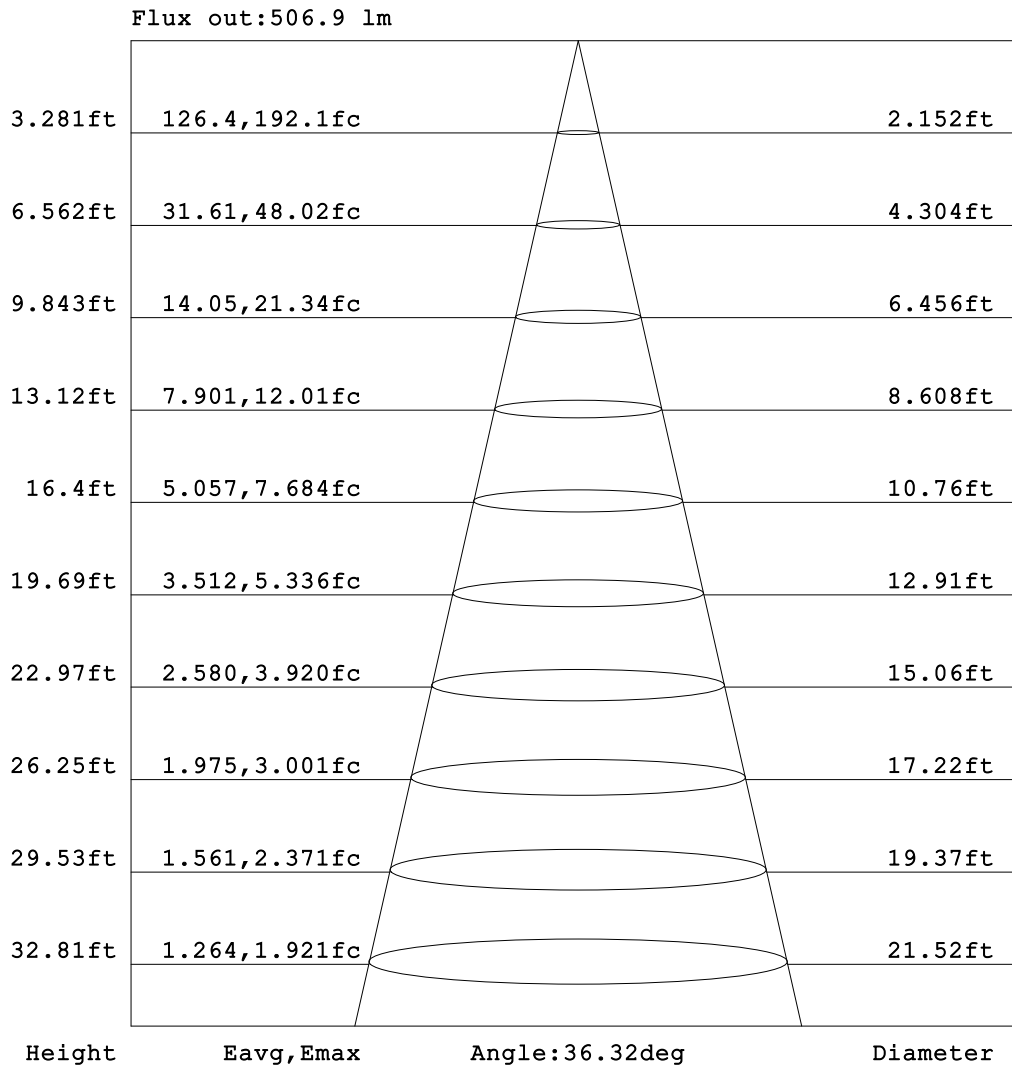 Flux out:506.9 lm
3.281ft 126.4,192.1fc 2.152ft
6.562ft 31.61,48.02fc 4.304ft
9.843ft 14.05,21.34fc 6.456ft
13.12ft 7.901,12.01fc 8.608ft
16.4ft 5.057,7.684fc 10.76ft
19.69ft 3.512,5.336fc 12.91ft
22.97ft 2.580,3.920fc 15.06ft
26.25ft 1.975,3.001fc 17.22ft
29.53ft 1.561,2.371fc 19.37ft
32.81ft 1.264,1.921fc 21.52ft
Height Eavg,Emax Angle:36.32deg Diameter